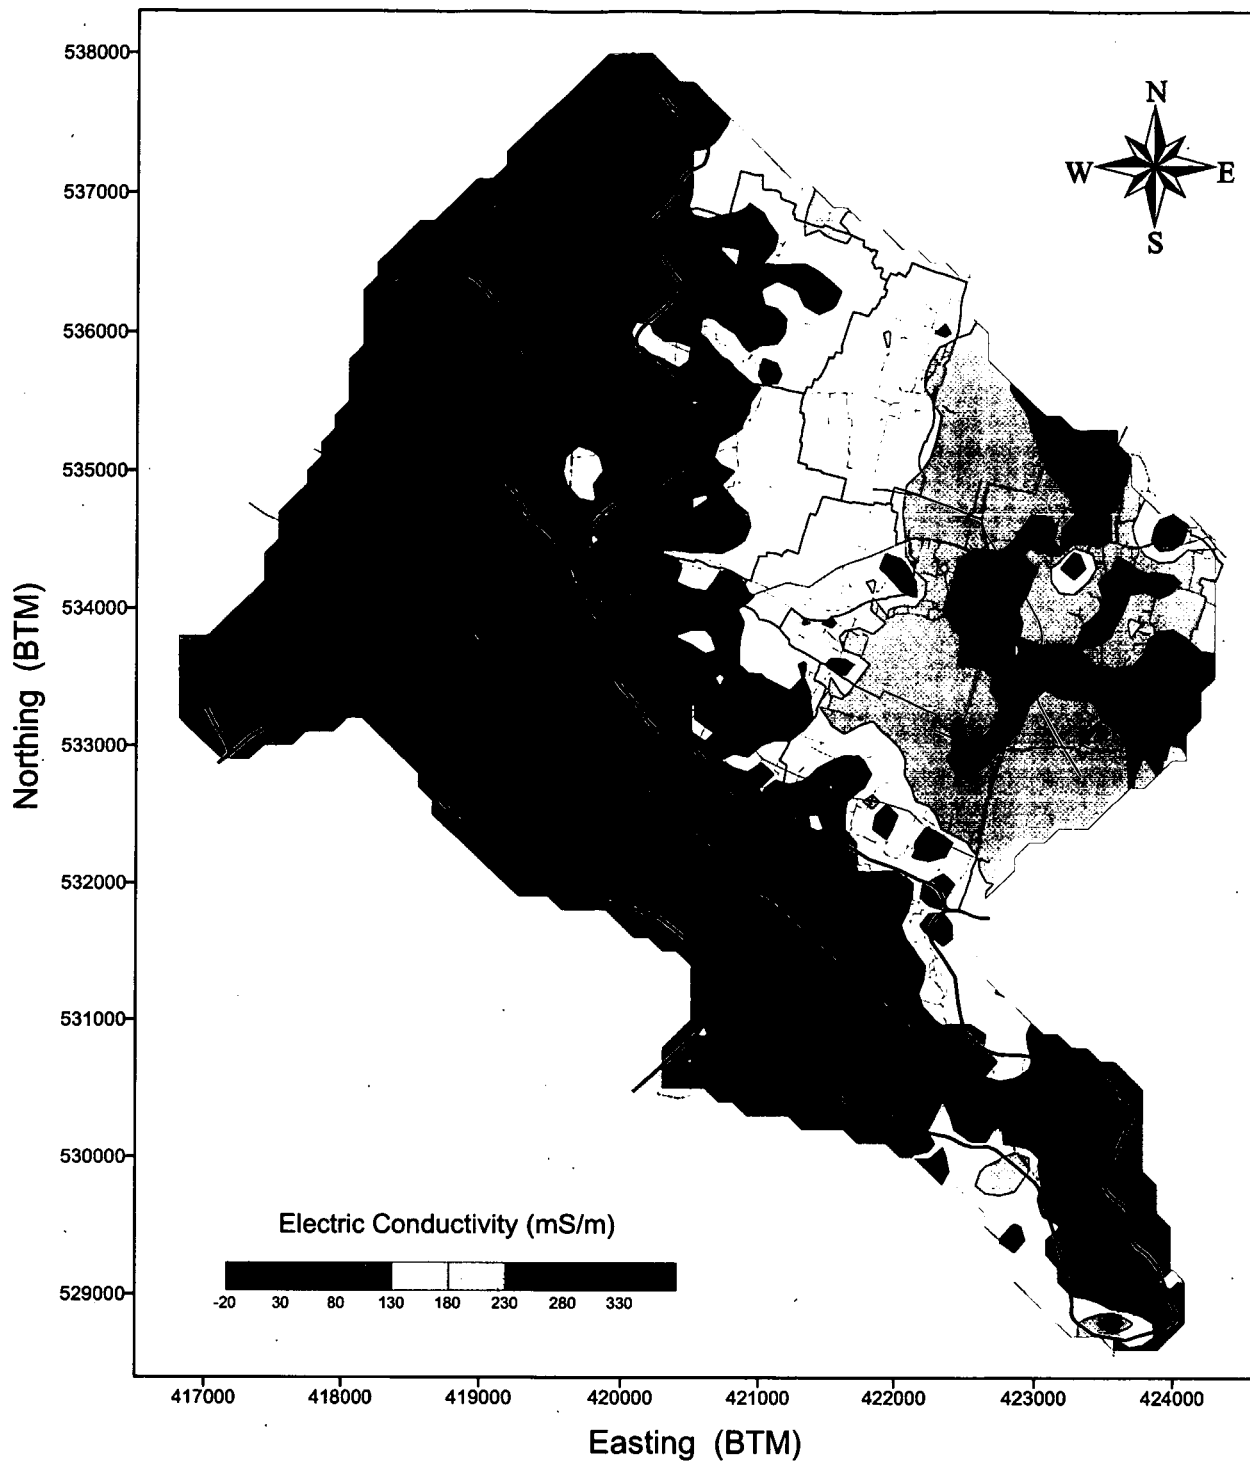 538000
537000
536000
535000
534000
533000
532000
531000
530000
529000
Northing (BTM)
N
W E
S
Electric Conductivity (mS/m)
-20 30 80 130 180 230 280 330
417000 418000 419000 420000 421000 422000 423000 424000
Easting (BTM)